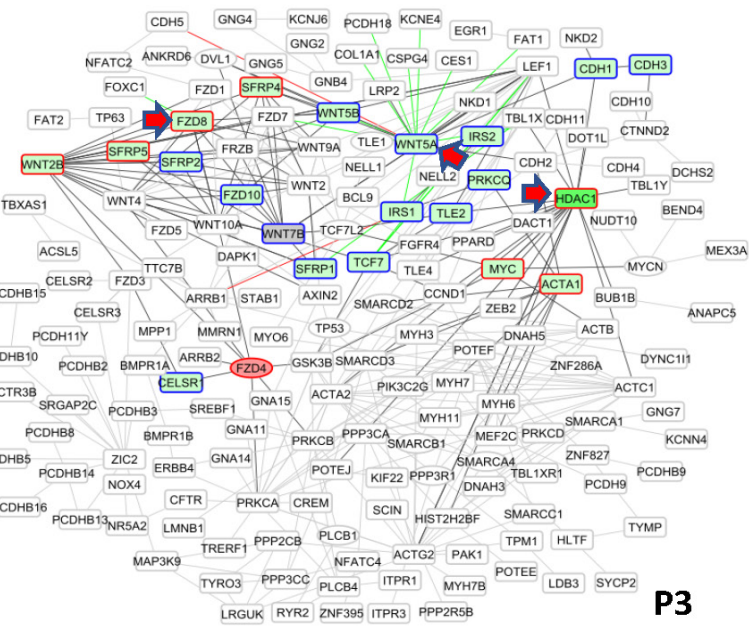 CDH5 GNG4 KCNJ6 PCDH18 KCNE4
EGR1 FAT1 NKD2
GNG2 COL1A1 CSPG4 CES1
NFATC2 ANKRD6 DVL1 GNG5 LEF1 CDH1 CDH3
FOXC1 FZD1 SFRP4 GNB4 LRP2
NKD1 CDH10
FAT2 TP63 FZD8 FZD7 WNT5B TBL1X CDH11
TLE1 WNT5A IRS2 DOT1L CTNND2
WNT2B SFRP5 SFRP2 FRZB WNT9A
NELL1 NELL2 CDH2 CDH4 DCHS2
WNT2 PRKCG TBL1Y
WNT4 FZD10 BCL9 HDAC1
TBXAS1 IRS1 TLE2 BEND4
FZD5 WNT10A WNT7B TCF7L2 DACT1 NUDT10
ACSL5 DAPK1 FGFR4 PPARD MEX3A
TTC7B SFRP1 TCF7 TLE4 MYC MYCN
CELSR2 FZD3 ACTA1
CDHB15 ARRB1 STAB1 AXIN2 SMARCD2 CCND1 BUB1B
CELSR3 ZEB2 ANAPC5
PCDH11Y MPP1 MMRN1 MYO6 TP53 MYH3 DNAH5 ACTB
DHB10 PCDHB2 BMPR1A ARRB2 FZD4 GSK3B SMARCD3 POTEF ZNF286A DYNC1I1
CTR3B CELSR1 ACTA2 PIK3C2G MYH7 ACTC1
SRGAP2C PCDHB3 SREBF1 GNA15 MYH6 GNG7
MYH11 SMARCA1
PCDHB8 BMPR1B GNA11 PRKCB PPP3CA SMARCB1 MEF2C PRKCD KCNN4
DHB5 ZIC2 ERBB4 GNA14 SMARCA4 ZNF827
PCDHB14 POTEJ KIF22 PPP3R1 TBL1XR1 PCDHB9
NOX4 DNAH3 PCDH9
CDHB16 CFTR PRKCA CREM SCIN
PCDHB13 NR5A2 LMNB1 HIST2H2BF SMARCC1 TYMP
TRERF1 PPP2CB PLCB1 TPM1 HLTF
MAP3K9 NFATC4 ACTG2 PAK1
TYRO3 PPP3CC PLCB4 ITPR1 MYH7B POTEE LDB3 SYCP2
LRGUK RYR2 ZNF395 ITPR3 PPP2R5B
P3